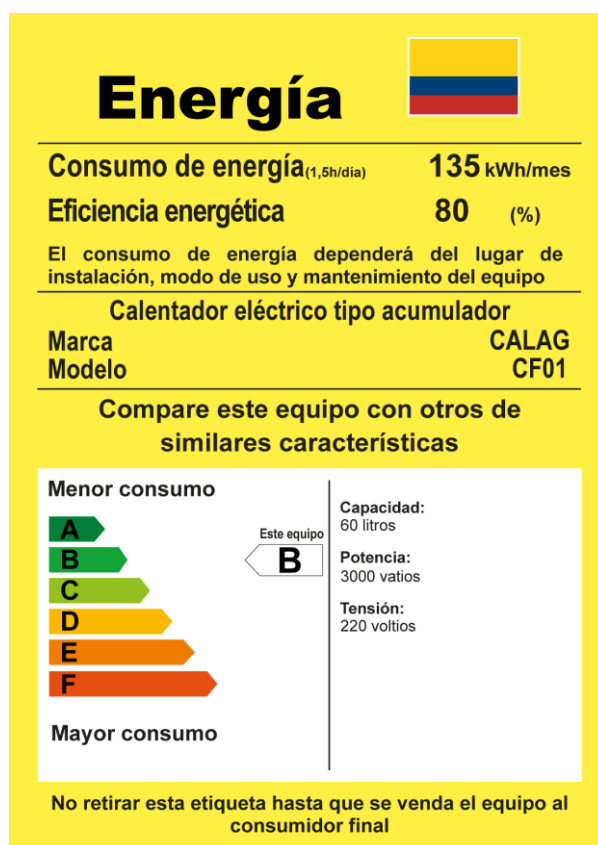 Energía
Consumo de energía(1,5h/día) 135 kWh/mes
Eficiencia energética 80 (%)
El consumo de energía dependerá del lugar de
instalación, modo de uso y mantenimiento del equipo
Calentador eléctrico tipo acumulador
Marca CALAG
Modelo CF01
Compare este equipo con otros de
similares características
Menor consumo
A
B
C
D
E
F
Mayor consumo
Este equipo
B
Capacidad:
60 litros
Potencia:
3000 vatios
Tensión:
220 voltios
No retirar esta etiqueta hasta que se venda el equipo al
consumidor final